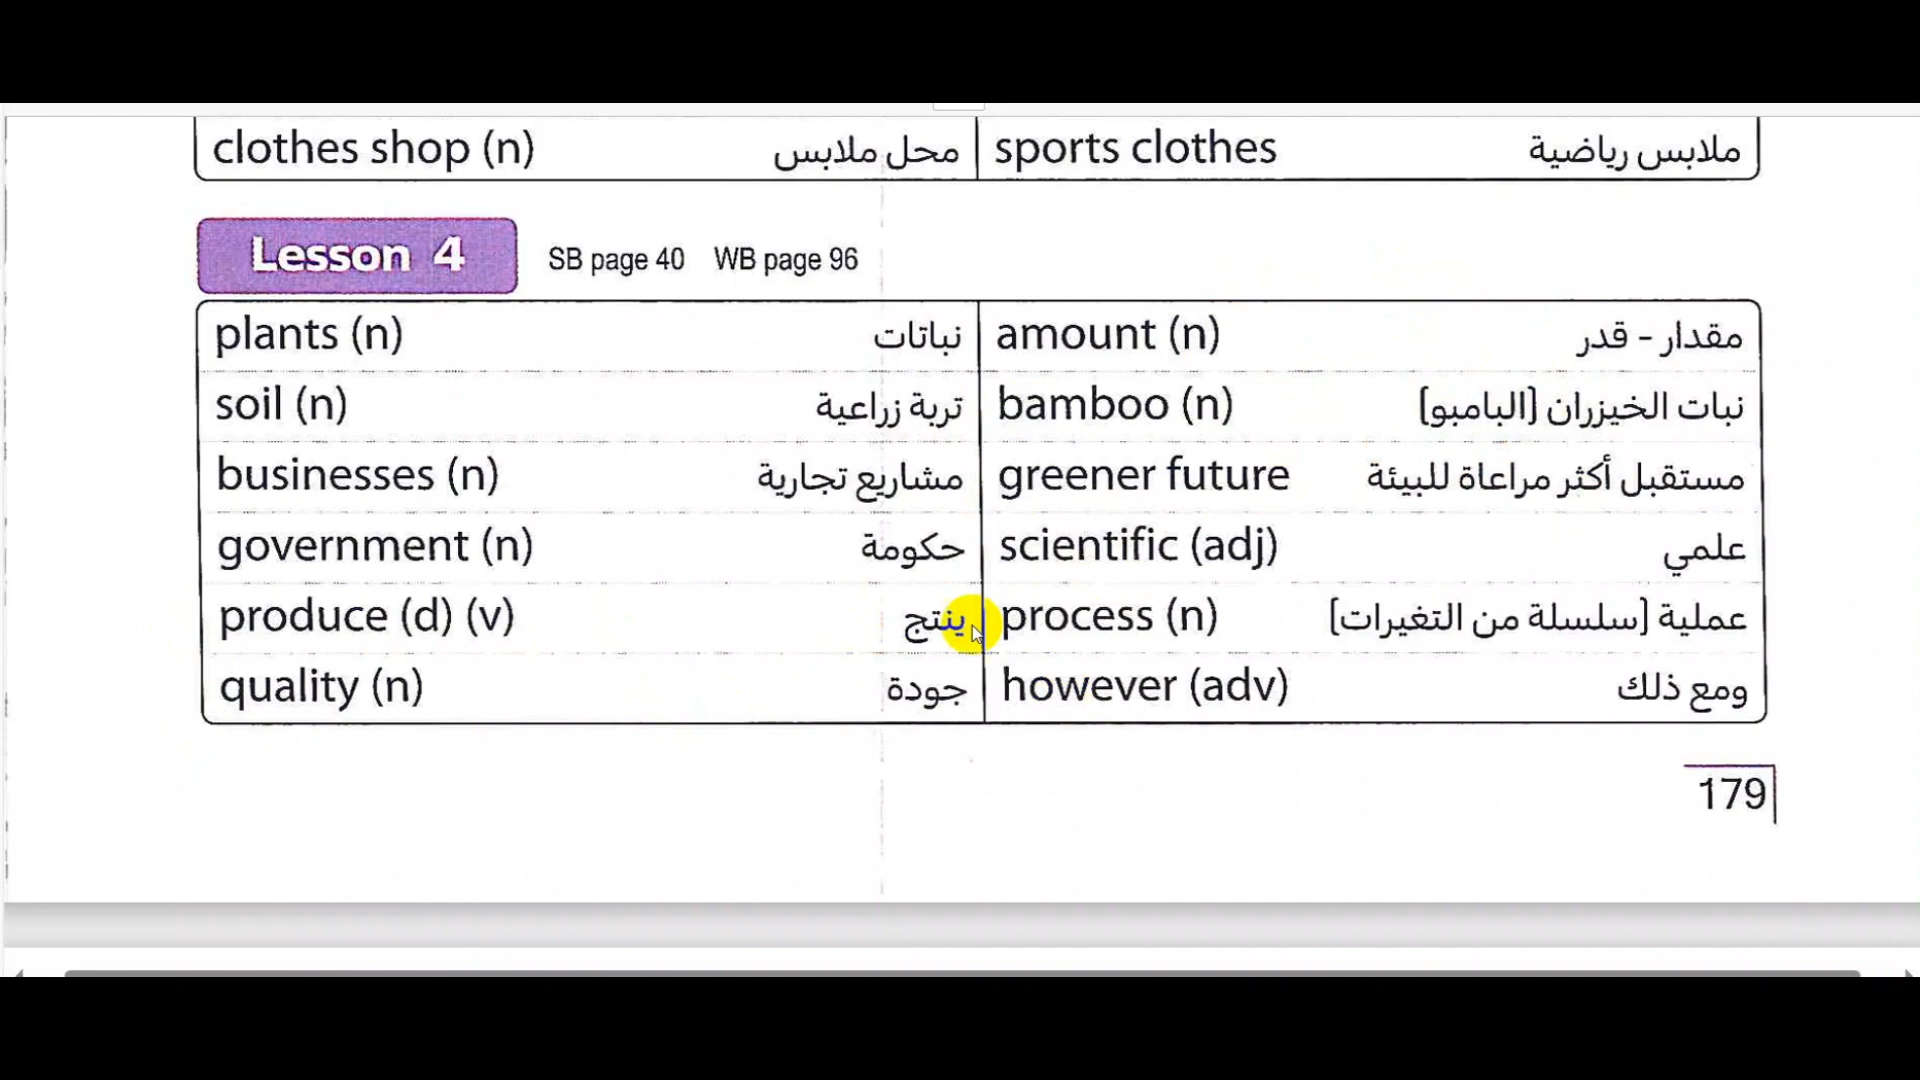 clothes shop (n) محل ملابس sports clothes ملابس رياضية
Lesson 4 SB page 40 WB page 96
plants (n) نباتات amount (n) مقدار - قدر
soil (n) تربة زراعية bamboo (n) نبات الخيزران [البامبو]
businesses (n) مشاريع تجارية greener future مستقبل أكثر مراعاة للبيئة
government (n) حكومة scientific (adj) علمي
produce (d) (v) ينتج process (n) عملية [سلسلة من التغيرات]
quality (n) جودة however (adv) ومع ذلك
179